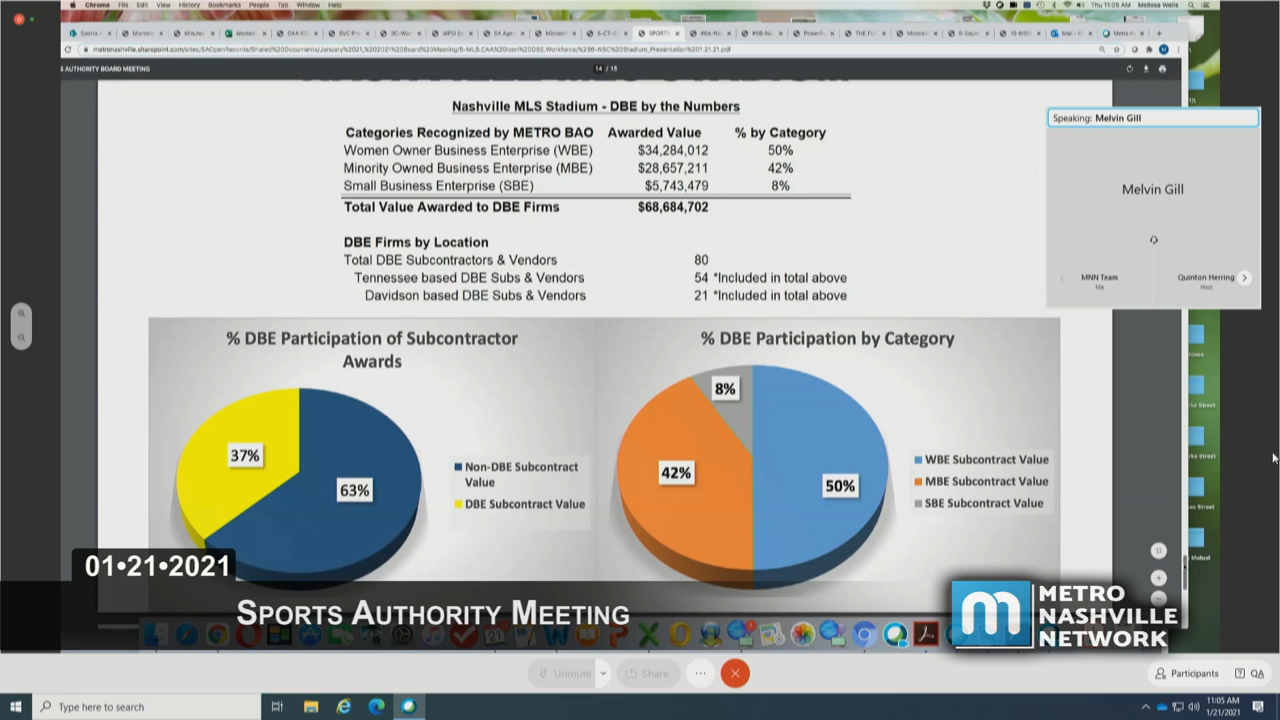 Chrome File Edit View History Bookmarks People Tab Window Help
Thu 11:05 AM Melissa Wells
S AUTHORITY BOARD MEETING
14 / 15
Nashville MLS Stadium - DBE by the Numbers
Categories Recognized by METRO BAO Awarded Value % by Category
Women Owner Business Enterprise (WBE) $34,284,012 50%
Minority Owned Business Enterprise (MBE) $28,657,211 42%
Small Business Enterprise (SBE) $5,743,479 8%
Total Value Awarded to DBE Firms $68,684,702
DBE Firms by Location
Total DBE Subcontractors & Vendors 80
Tennessee based DBE Subs & Vendors 54 *Included in total above
Davidson based DBE Subs & Vendors 21 *Included in total above
Speaking: Melvin Gill
Melvin Gill
MNN Team
Me
Quinton Herring
Host
% DBE Participation of Subcontractor
Awards
37%
63%
Non-DBE Subcontract
Value
DBE Subcontract Value
% DBE Participation by Category
8%
42%
50%
WBE Subcontract Value
MBE Subcontract Value
SBE Subcontract Value
01•21•2021
SPORTS AUTHORITY MEETING
METRO
NASHVILLE
NETWORK
Unmute
Share
Participants
QA
Type here to search
11:05 AM
1/21/2021